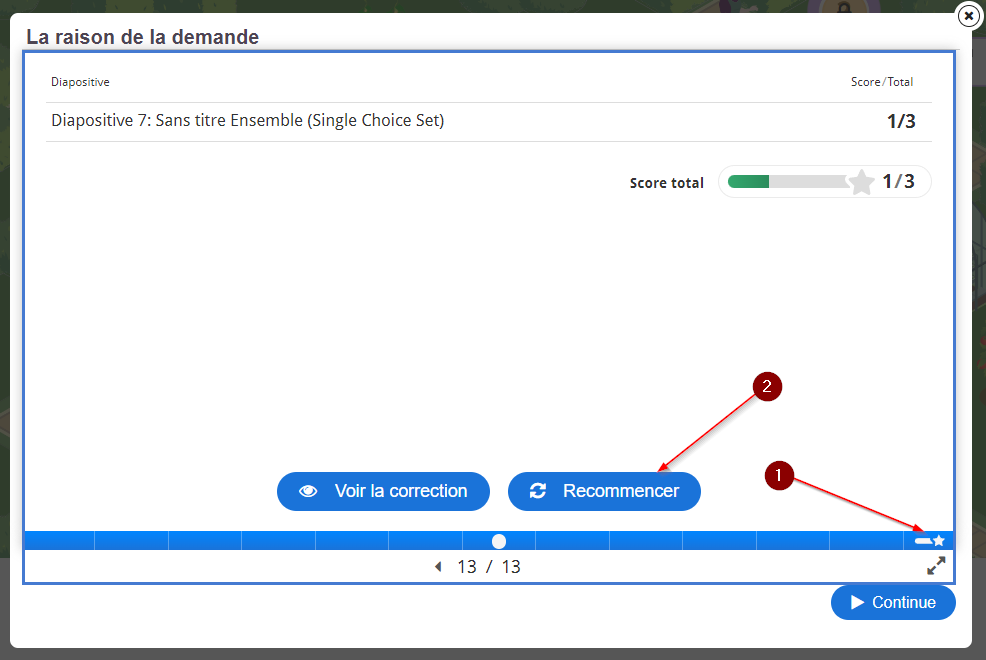 La raison de la demande
Diapositive Score/Total
Diapositive 7: Sans titre Ensemble (Single Choice Set) 1/3
Score total 1/3
2
1
Voir la correction Recommencer
13 / 13
Continue